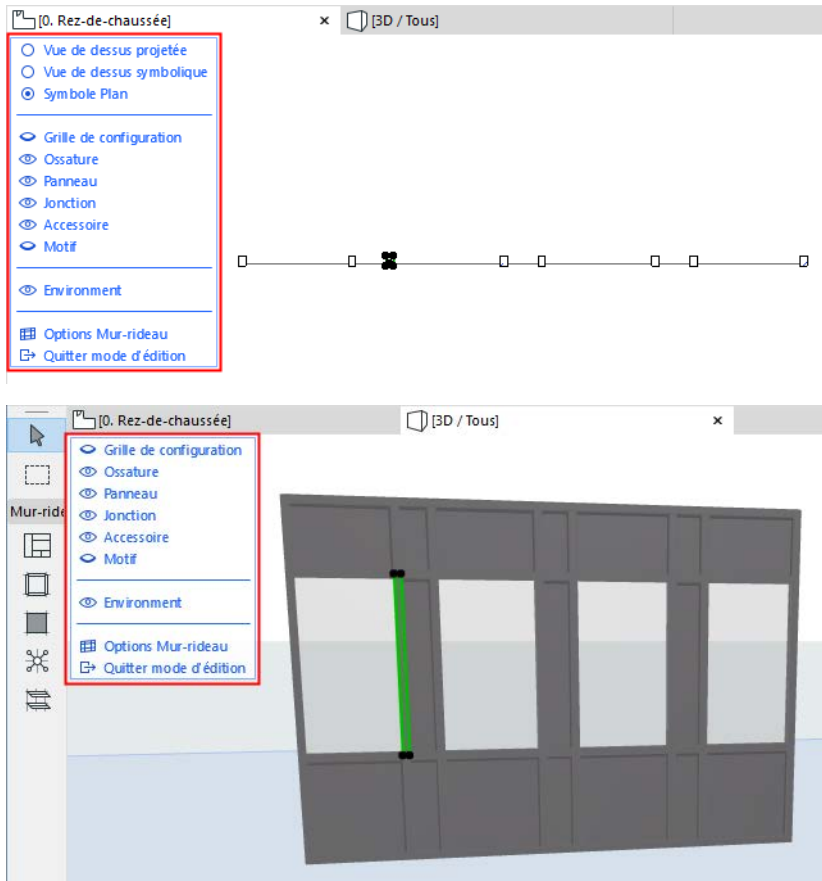 [0. Rez-de-chaussée]
[3D / Tous]
Vue de dessus projetée
Vue de dessus symbolique
Symbole Plan
Grille de configuration
Ossature
Panneau
Jonction
Accessoire
Motif
Environment
Options Mur-rideau
Quitter mode d'édition
[0. Rez-de-chaussée]
[3D / Tous]
Grille de configuration
Ossature
Panneau
Mur-ride
Jonction
Accessoire
Motif
Environment
Options Mur-rideau
Quitter mode d'édition